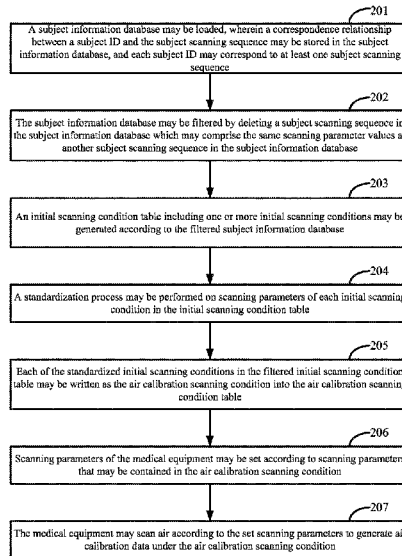 201
A subject information database may be loaded, wherein a correspondence relationship
between a subject ID and the subject scanning sequence may be stored in the subject
information database, and each subject ID may correspond to at least one subject scanning
sequence
202
The subject information database may be filtered by deleting a subject scanning sequence in
the subject information database which may comprise the same scanning parameter values a
another subject scanning sequence in the subject information database
203
An initial scanning condition table including one or more initial scanning conditions may be
generated according to the filtered subject information database
204
A standardization process may be performed on scanning parameters of each initial scanning
condition in the initial scanning condition table
205
Each of the standardized initial scanning conditions in the filtered initial scanning condition
table may be written as the air calibration scanning condition into the air calibration scanning
condition table
206
Scanning parameters of the medical equipment may be set according to scanning parameters
that may be contained in the air calibration scanning condition
207
The medical equipment may scan air according to the set scanning parameters to generate air
calibration data under the air calibration scanning condition